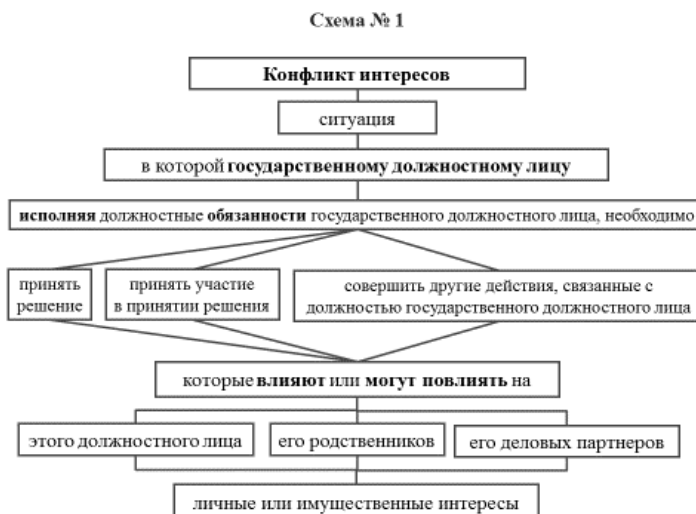 Схема № 1
Конфликт интересов
ситуация
в которой государственному должностному лицу
исполняя должностные обязанности государственного должностного лица, необходимо
принять
решение
принять участие
в принятии решения
совершить другие действия, связанные с
должностью государственного должностного лица
которые влияют или могут повлиять на
этого должностного лица
его родственников
его деловых партнеров
личные или имущественные интересы